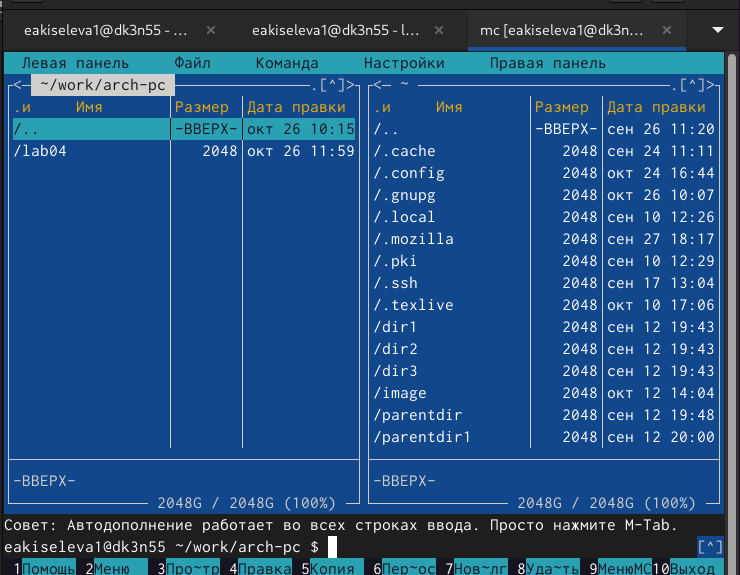 eakiseleva1@dk3n55 - ... × eakiseleva1@dk3n55 - l... × mc [eakiseleva1@dk3n... ×
Левая панель Файл Команда Настройки Правая панель
<— ~/work/arch-pc .[^]> <— ~ .[^]>
.и Имя Размер Дата правки .и Имя Размер Дата правки
/.. -ВВЕРХ- окт 26 10:15 /.. -ВВЕРХ- сен 26 11:20
/lab04 2048 окт 26 11:59 /.cache 2048 сен 24 11:11
/.config 2048 окт 24 16:44
/.gnupg 2048 окт 26 10:07
/.local 2048 сен 10 12:26
/.mozilla 2048 сен 27 18:17
/.pki 2048 сен 10 12:29
/.ssh 2048 сен 17 13:04
/.texlive 2048 окт 10 17:06
/dir1 2048 сен 12 19:43
/dir2 2048 сен 12 19:43
/dir3 2048 сен 12 19:43
/image 2048 окт 12 14:04
/parentdir 2048 сен 12 19:48
/parentdir1 2048 сен 12 20:00
-ВВЕРХ- -ВВЕРХ-
2048G / 2048G (100%) 2048G / 2048G (100%)
Совет: Автодополнение работает во всех строках ввода. Просто нажмите M-Tab.
eakiseleva1@dk3n55 ~/work/arch-pc $ [^]
1Помощь 2Меню 3Про~тр 4Правка 5Копия 6Пер~ос 7Нов~лг 8Уда~ть 9МенюMC 10Выход